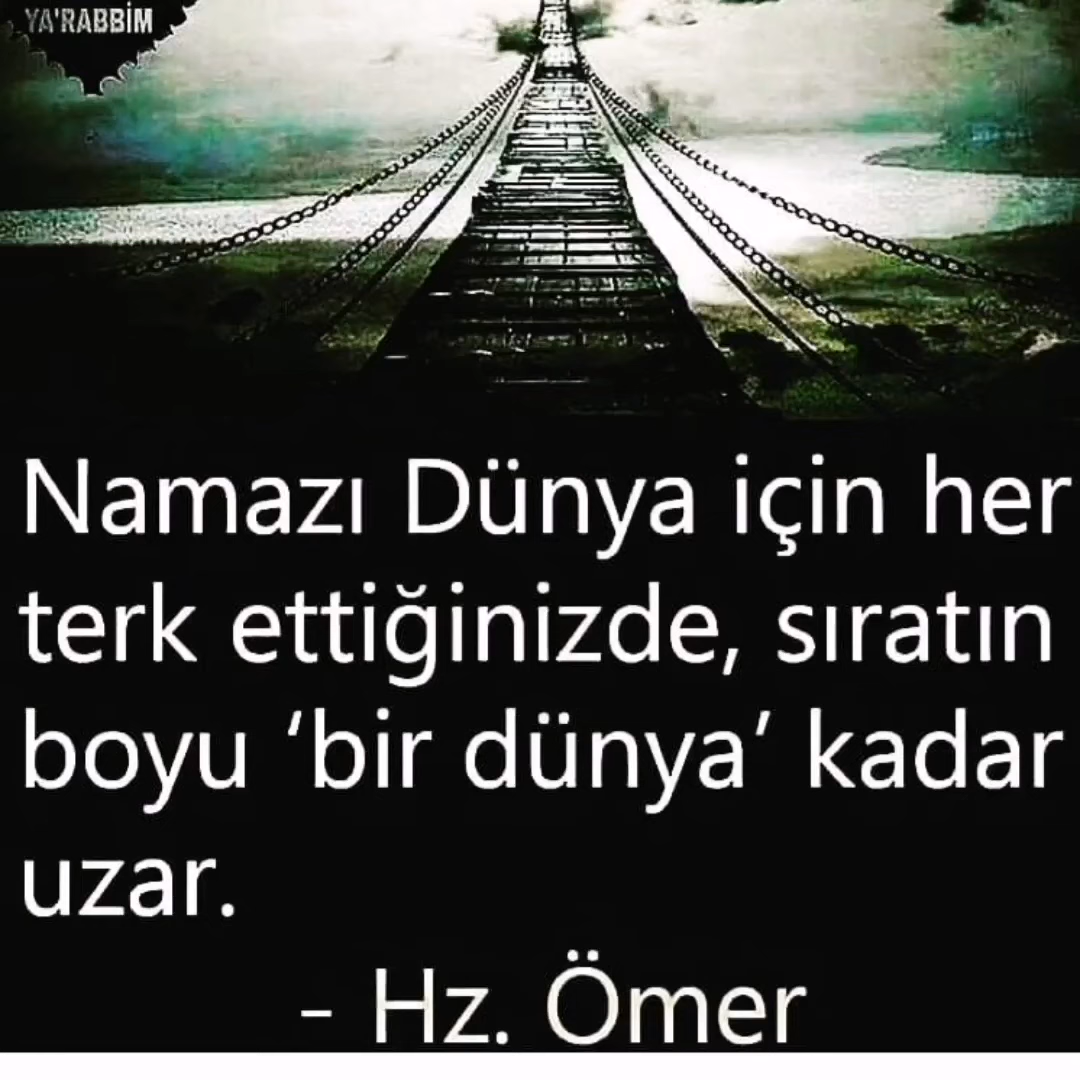 YA'RABBİM
Namazı Dünya için her
terk ettiğinizde, sıratın
boyu ‘bir dünya’ kadar
uzar.
- Hz. Ömer